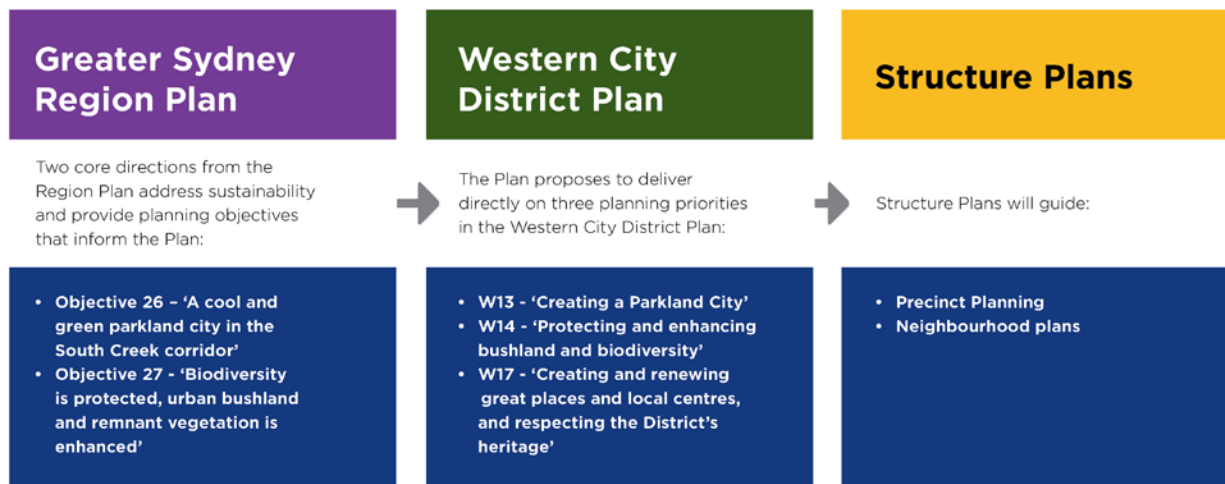 Greater Sydney
Region Plan
Two core directions from the
Region Plan address sustainability
and provide planning objectives
that inform the Plan:
• Objective 26 – ‘A cool and
green parkland city in the
South Creek corridor’
• Objective 27 - ‘Biodiversity
is protected, urban bushland
and remnant vegetation is
enhanced’
Western City
District Plan
The Plan proposes to deliver
directly on three planning priorities
in the Western City District Plan:
• W13 - ‘Creating a Parkland City’
• W14 - ‘Protecting and enhancing
bushland and biodiversity’
• W17 - ‘Creating and renewing
great places and local centres,
and respecting the District’s
heritage’
Structure Plans
Structure Plans will guide:
• Precinct Planning
• Neighbourhood plans